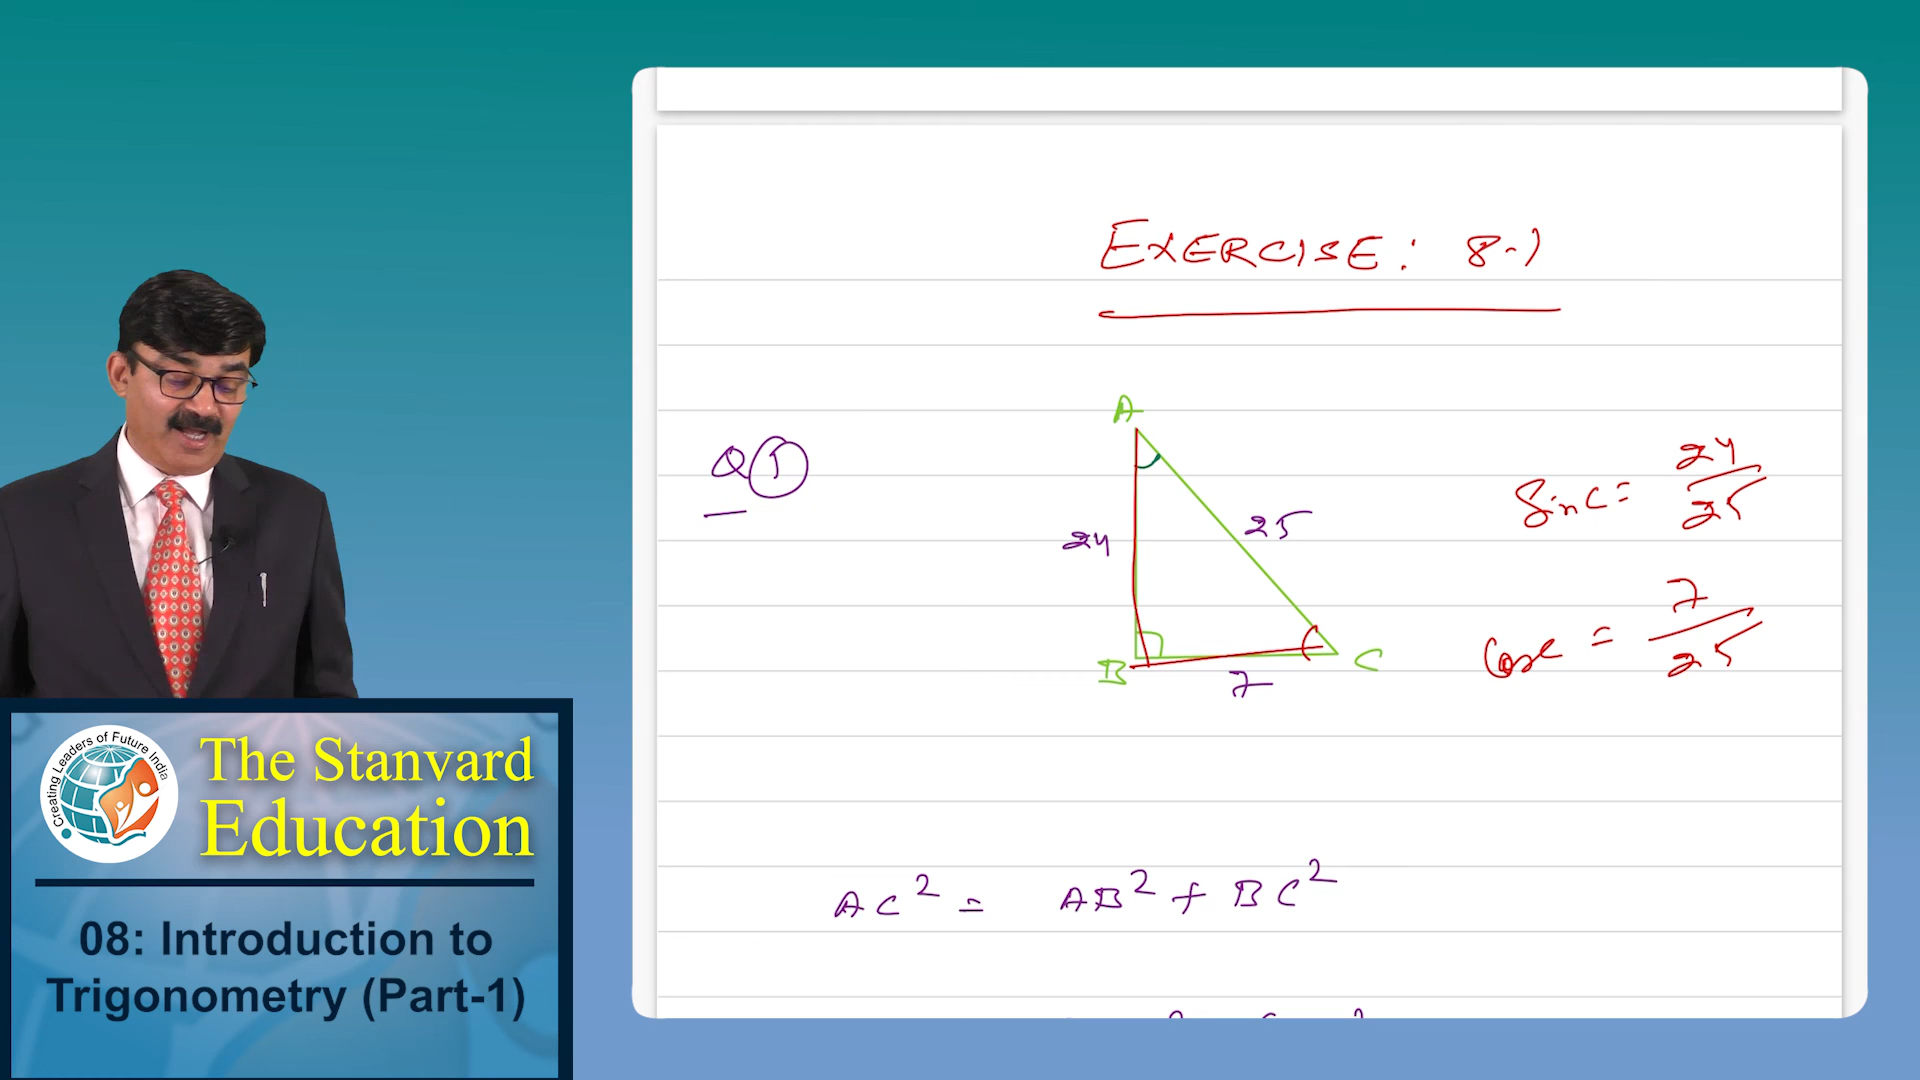 EXERCISE: 8.1
Q (1)
A
24
25
B
7
C
Sin C = 24/25
Cos C = 7/25
AC² = AB² + BC²
Creating Leaders of Future India
The Stanvard
Education
08: Introduction to
Trigonometry (Part-1)